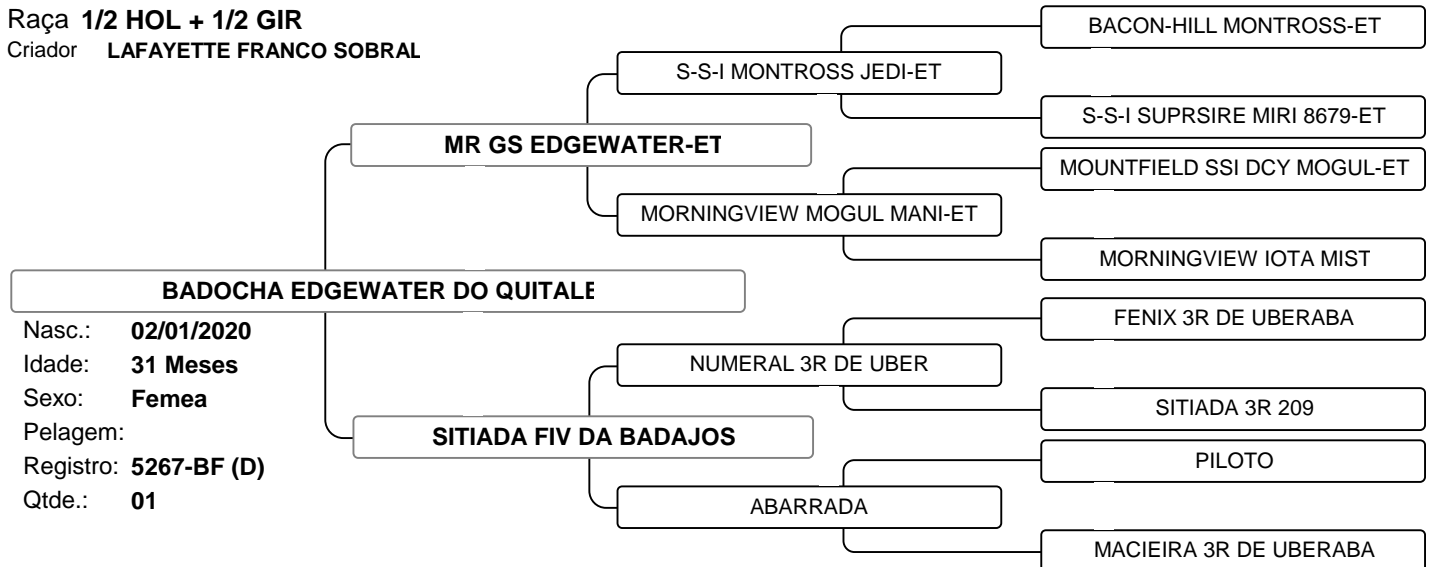 Raça 1/2 HOL + 1/2 GIR
Criador LAFAYETTE FRANCO SOBRAL
BACON-HILL MONTROSS-ET
S-S-I MONTROSS JEDI-ET
S-S-I SUPRSIRE MIRI 8679-ET
MR GS EDGEWATER-ET
MOUNTFIELD SSI DCY MOGUL-ET
MORNINGVIEW MOGUL MANI-ET
MORNINGVIEW IOTA MIST
BADOCHA EDGEWATER DO QUITALE
Nasc.: 02/01/2020
Idade: 31 Meses
Sexo: Femea
Pelagem:
Registro: 5267-BF (D)
Qtde.: 01
FENIX 3R DE UBERABA
NUMERAL 3R DE UBER
SITIADA 3R 209
SITIADA FIV DA BADAJOS
PILOTO
ABARRADA
MACIEIRA 3R DE UBERABA